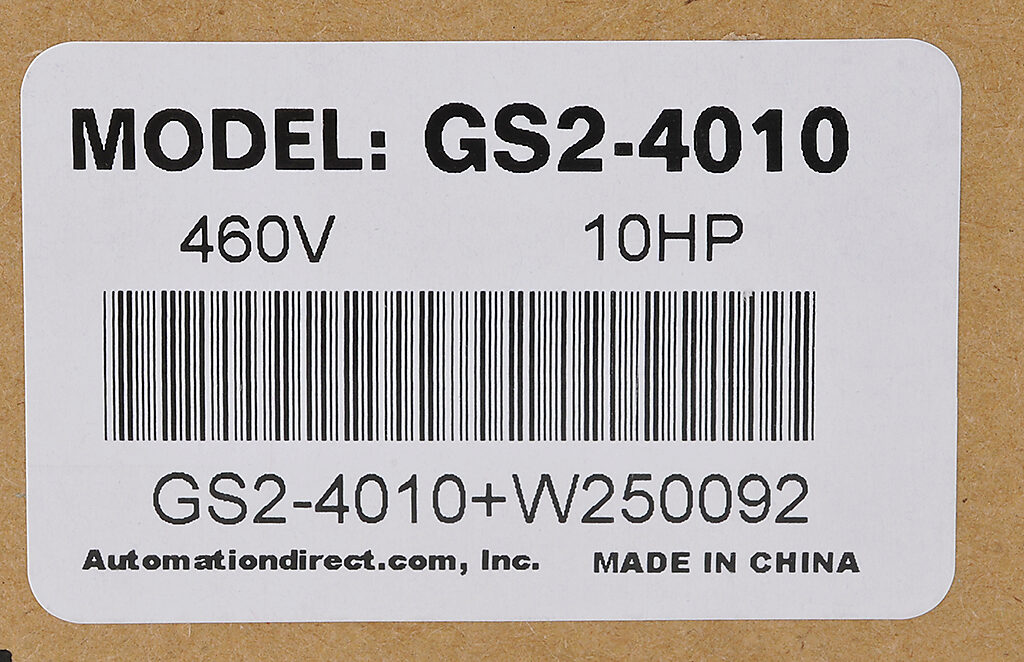 MODEL: GS2-4010
460V 10HP
GS2-4010+W250092
Automationdirect.com, Inc. MADE IN CHINA